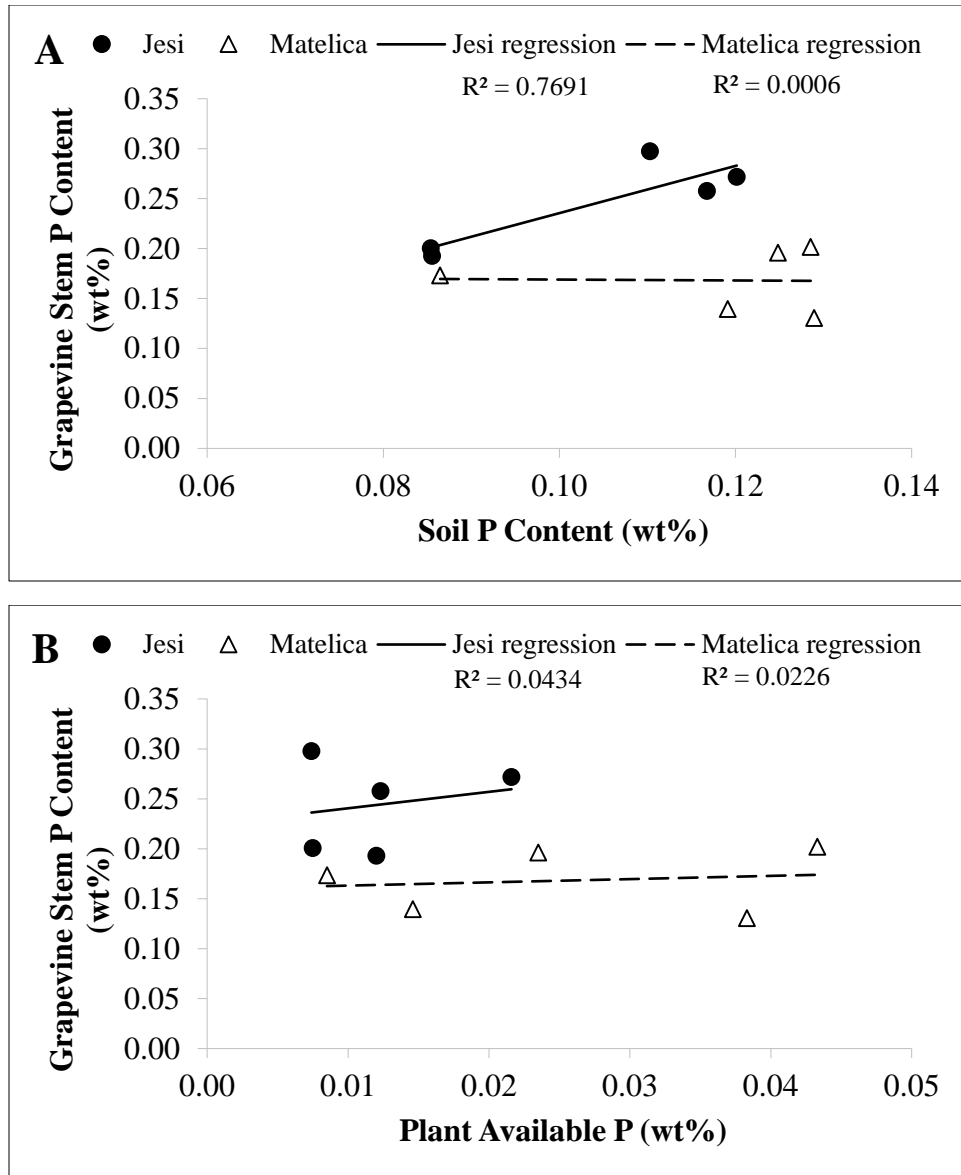 A Jesi Matelica Jesi regression Matelica regression
R² = 0.7691 R² = 0.0006
0.35
0.30
0.25
0.20
0.15
0.10
0.05
0.00
Grapevine Stem P Content
(wt%)
0.06 0.08 0.10 0.12 0.14
Soil P Content (wt%)
B Jesi Matelica Jesi regression Matelica regression
R² = 0.0434 R² = 0.0226
0.35
0.30
0.25
0.20
0.15
0.10
0.05
0.00
Grapevine Stem P Content
(wt%)
0.00 0.01 0.02 0.03 0.04 0.05
Plant Available P (wt%)